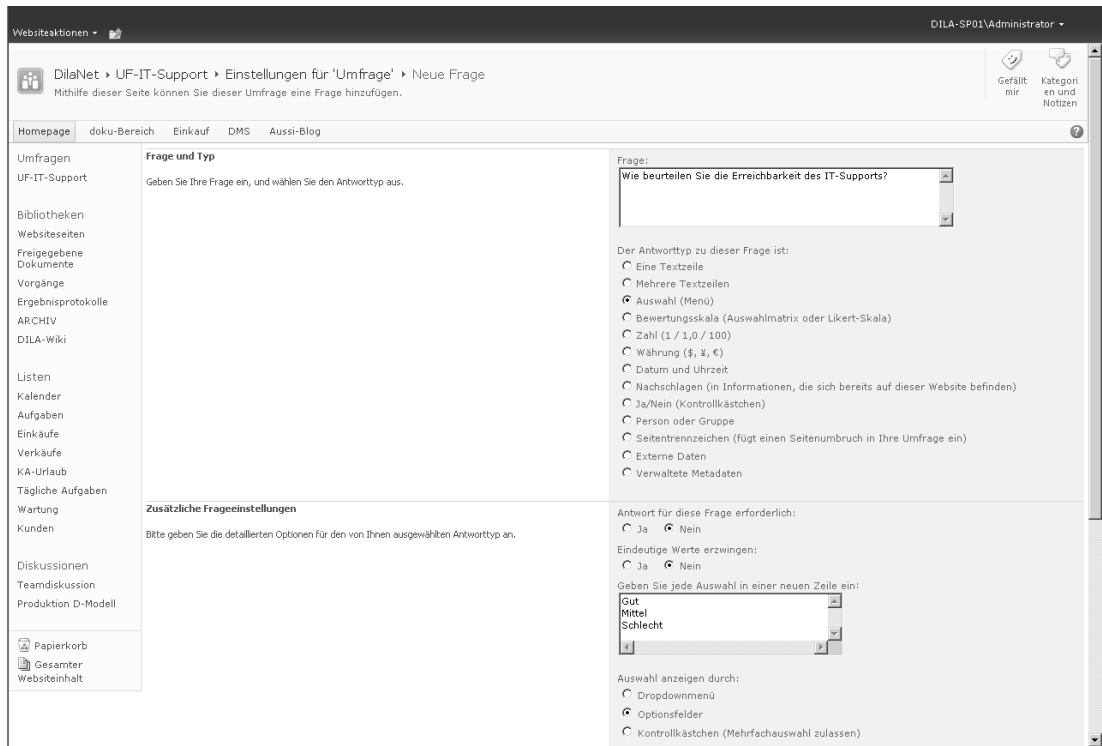 DILA-SP01\Administrator
Websiteaktionen
DilaNet ▸ UF-IT-Support ▸ Einstellungen für 'Umfrage' ▸ Neue Frage
Mithilfe dieser Seite können Sie dieser Umfrage eine Frage hinzufügen.
Gefällt mir
Kategori
en und
Notizen
Homepage doku-Bereich Einkauf DMS Aussi-Blog
Umfragen
UF-IT-Support
Bibliotheken
Websiteseiten
Freigegebene
Dokumente
Vorgänge
Ergebnisprotokolle
ARCHIV
DILA-Wiki
Listen
Kalender
Aufgaben
Einkäufe
Verkäufe
KA-Urlaub
Tägliche Aufgaben
Wartung
Kunden
Diskussionen
Teamdiskussion
Produktion D-Modell
Papierkorb
Gesamter
Websiteinhalt
Frage und Typ
Geben Sie Ihre Frage ein, und wählen Sie den Antworttyp aus.
Frage:
Wie beurteilen Sie die Erreichbarkeit des IT-Supports?
Der Antworttyp zu dieser Frage ist:
Eine Textzeile
Mehrere Textzeilen
Auswahl (Menü)
Bewertungsskala (Auswahlmatrix oder Likert-Skala)
Zahl (1 / 1,0 / 100)
Währung ($, ¥, €)
Datum und Uhrzeit
Nachschlagen (in Informationen, die sich bereits auf dieser Website befinden)
Ja/Nein (Kontrollkästchen)
Person oder Gruppe
Seitentrennzeichen (fügt einen Seitenumbruch in Ihre Umfrage ein)
Externe Daten
Verwaltete Metadaten
Zusätzliche Frageeinstellungen
Bitte geben Sie die detaillierten Optionen für den von Ihnen ausgewählten Antworttyp an.
Antwort für diese Frage erforderlich:
Ja Nein
Eindeutige Werte erzwingen:
Ja Nein
Geben Sie jede Auswahl in einer neuen Zeile ein:
Gut
Mittel
Schlecht
Auswahl anzeigen durch:
Dropdownmenü
Optionsfelder
Kontrollkästchen (Mehrfachauswahl zulassen)